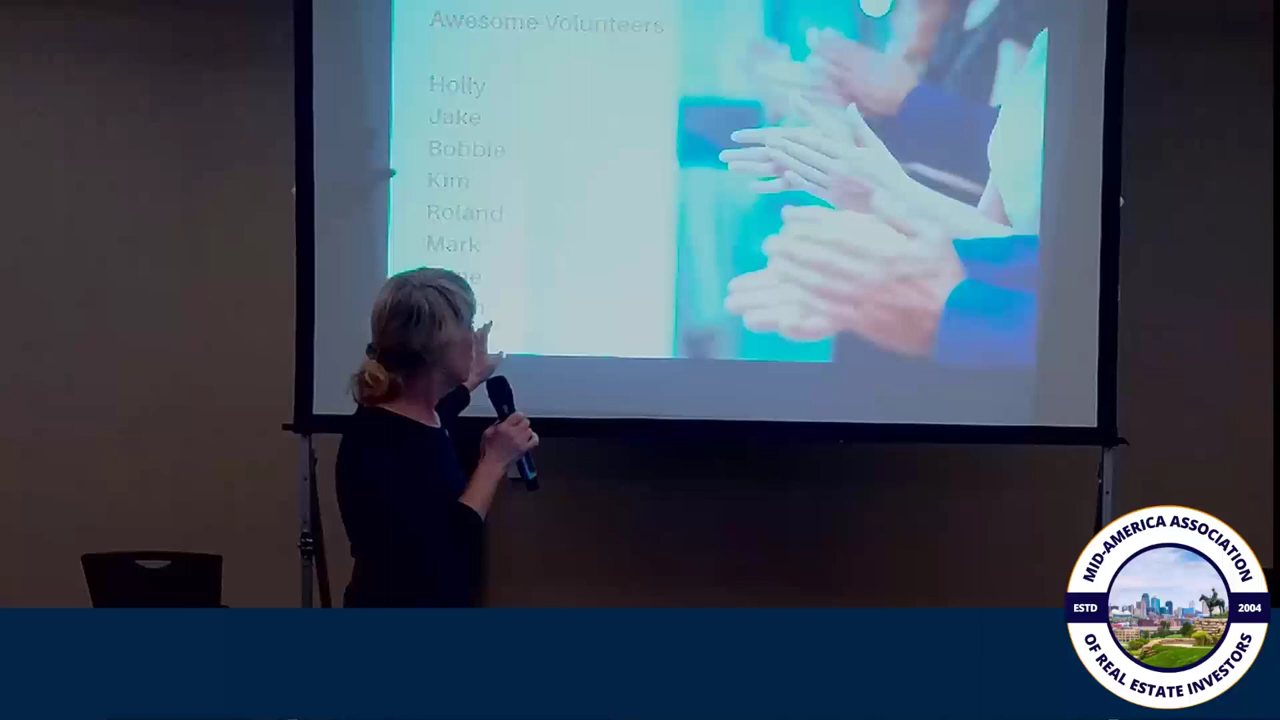 Awesome Volunteers
Holly
Jake
Bobbie
Kim
Roland
Mark
MID-AMERICA ASSOCIATION
ESTD 2004
OF REAL ESTATE INVESTORS